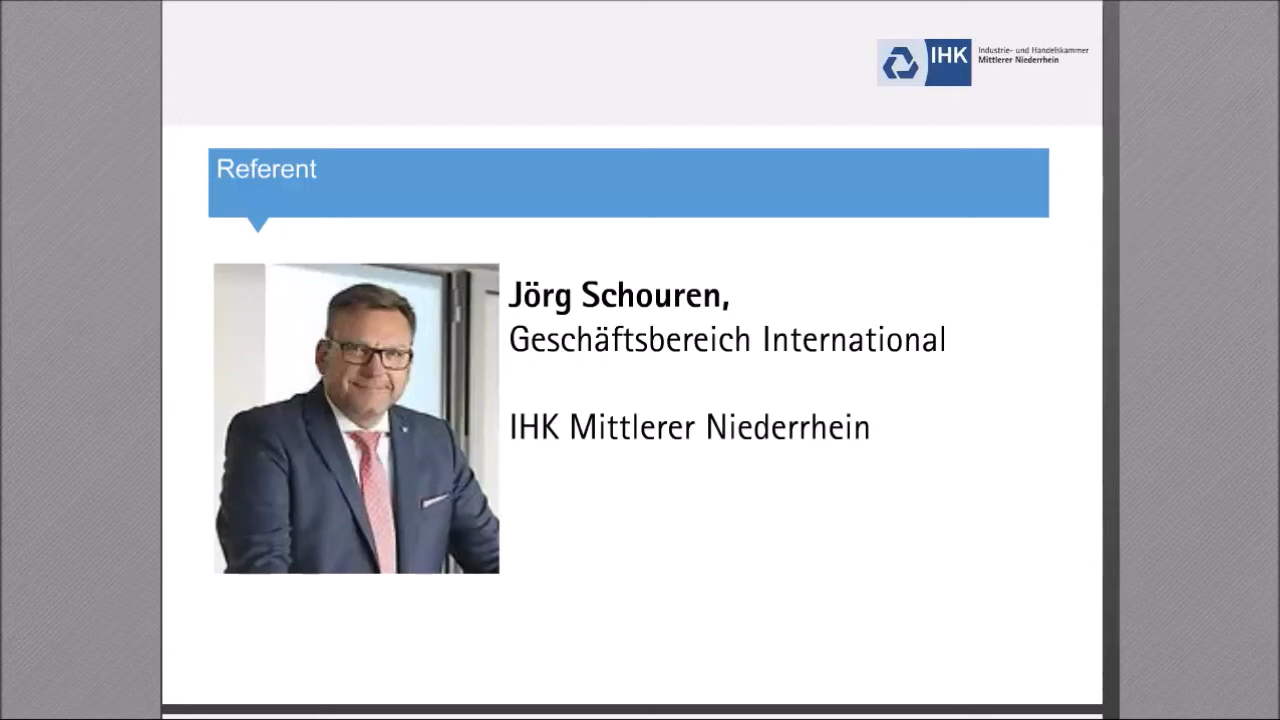 IHK
Industrie- und Handelskammer
Mittlerer Niederrhein
Referent
Jörg Schouren,
Geschäftsbereich International
IHK Mittlerer Niederrhein